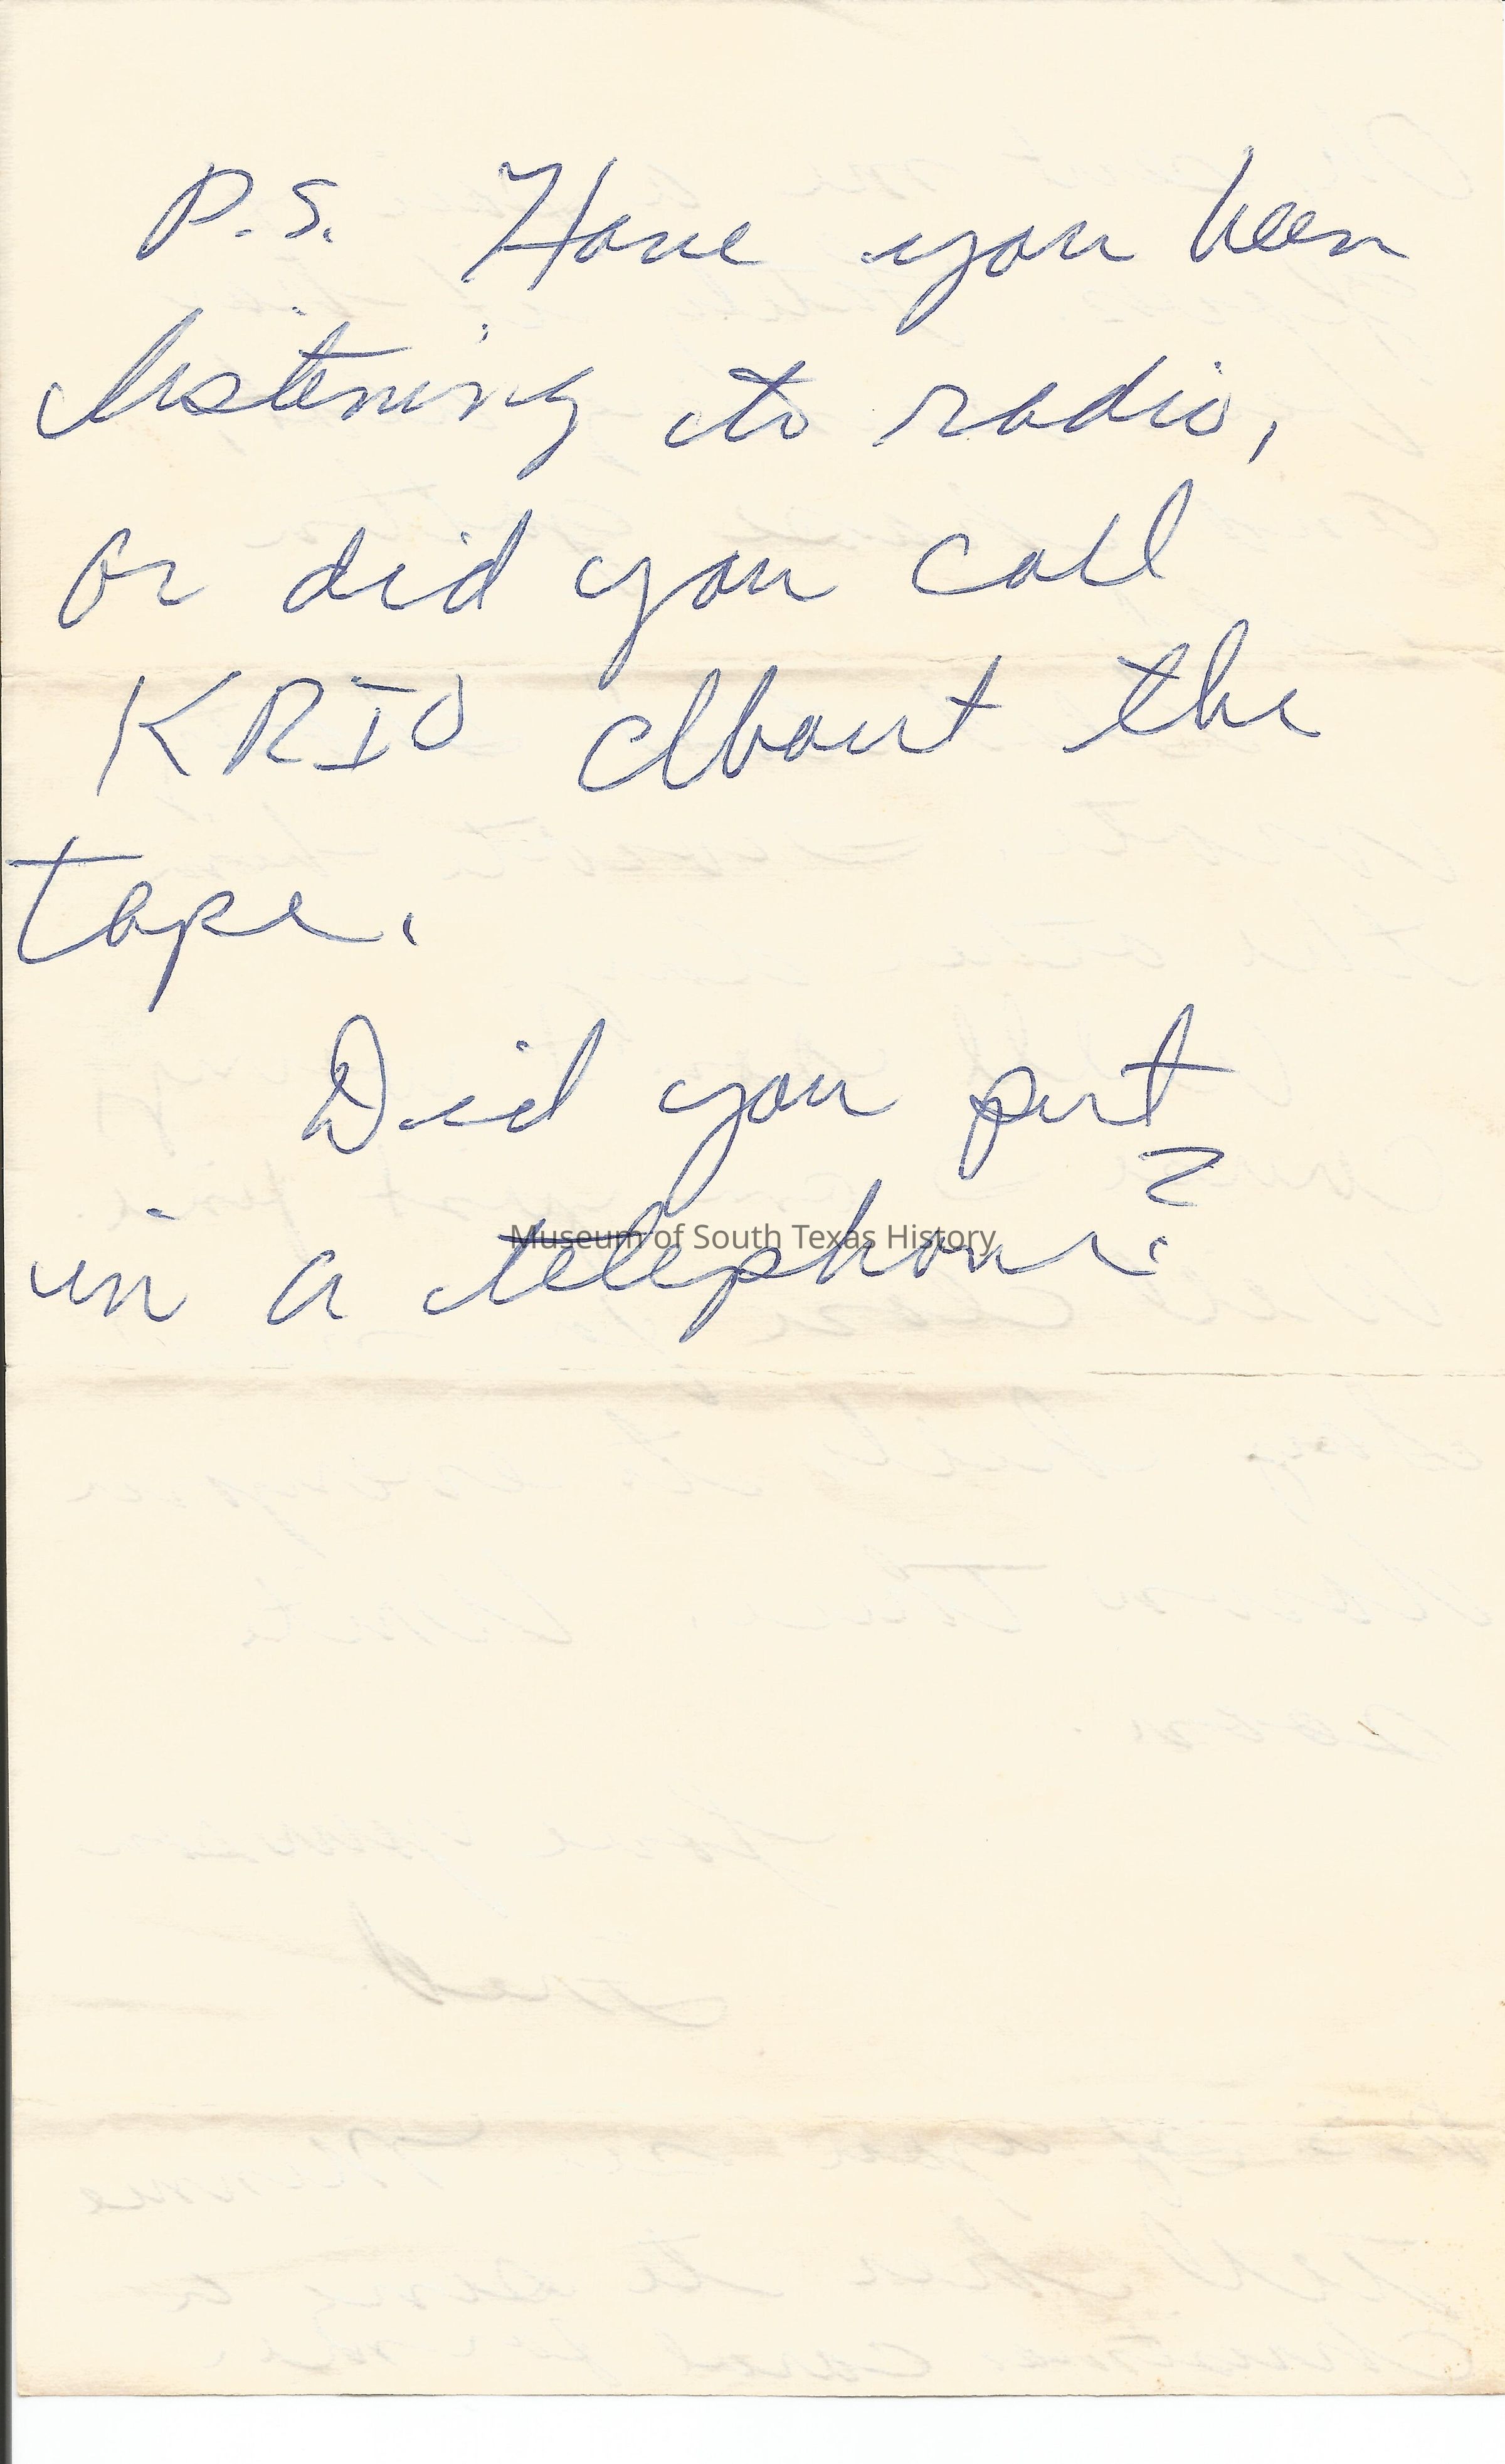 P.S. Have you been
listening to radio,
or did you call
KRIO About the
tape.
Did you put
in a telephone?
Museum of South Texas History